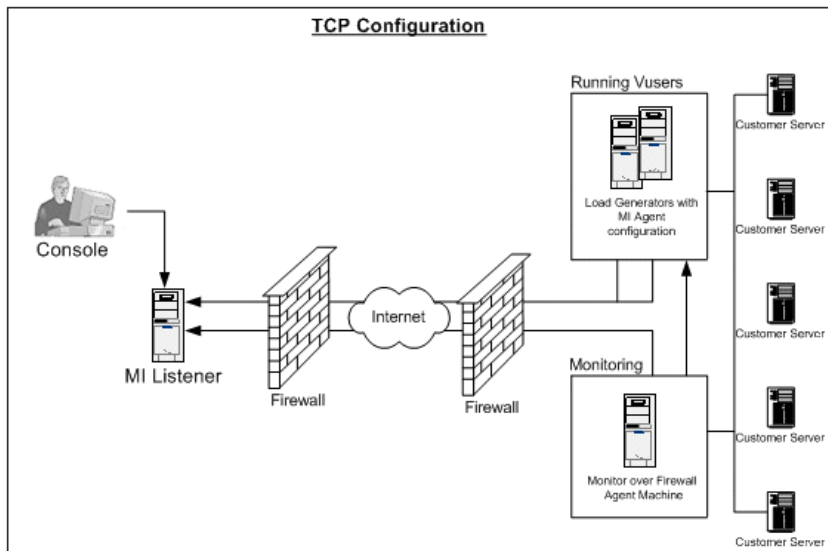 TCP Configuration
Running Vusers
Customer Server
Load Generators with
MI Agent
configuration
Customer Server
Console
Internet
MI Listener
Firewall
Firewall
Customer Server
Monitoring
Monitor over Firewall
Agent Machine
Customer Server
Customer Server